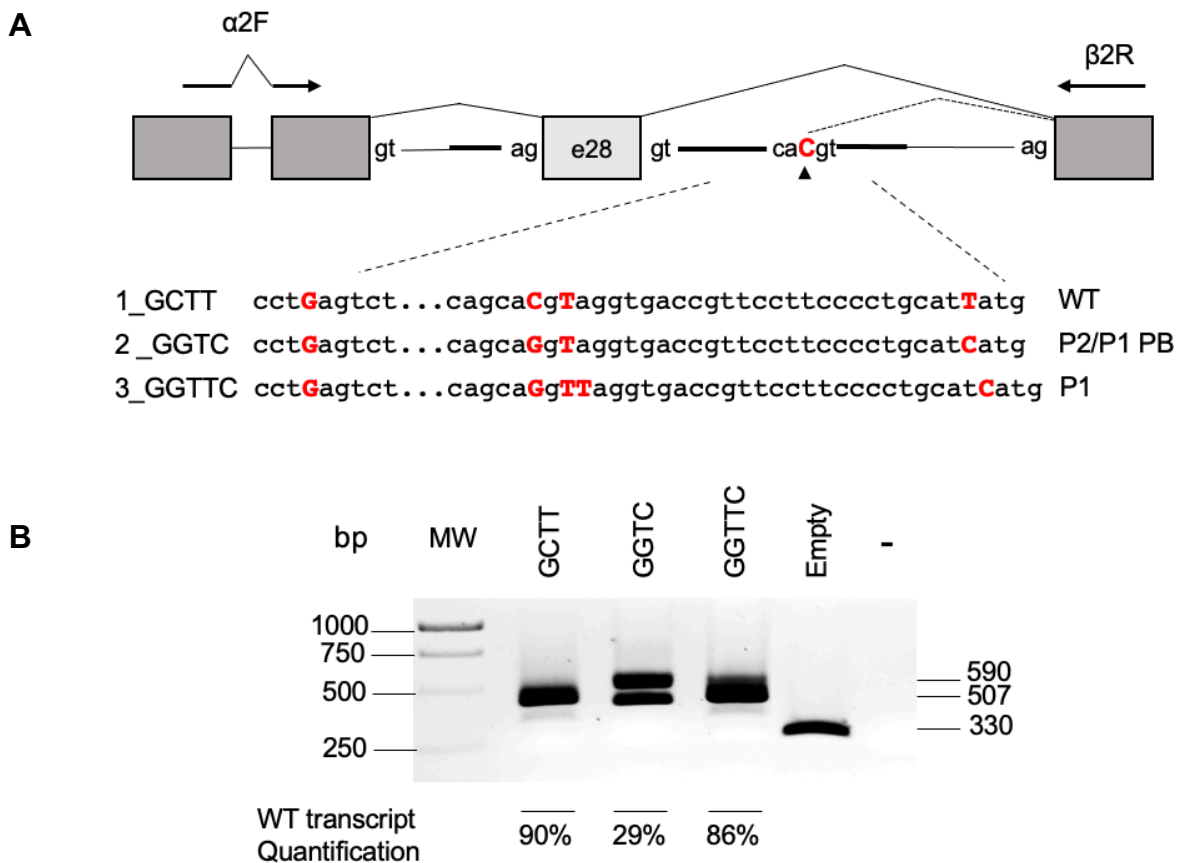 A
α2F
β2R
gt
ag
e28
gt
caCgt
ag
1_GCTT cctGagtct...cagcaCgTaggtgaccgttccttcccctgcatTatg WT
2 _GGTC cctGagtct...cagcaGgTaggtgaccgttccttcccctgcatCatg P2/P1 PB
3_GGTTC cctGagtct...cagcaGgTTaggtgaccgttccttcccctgcatCatg P1
B
bp MW GCTT GGTC GGTTC Empty -
1000
750
500
250
590
507
330
WT transcript
Quantification
90% 29% 86%